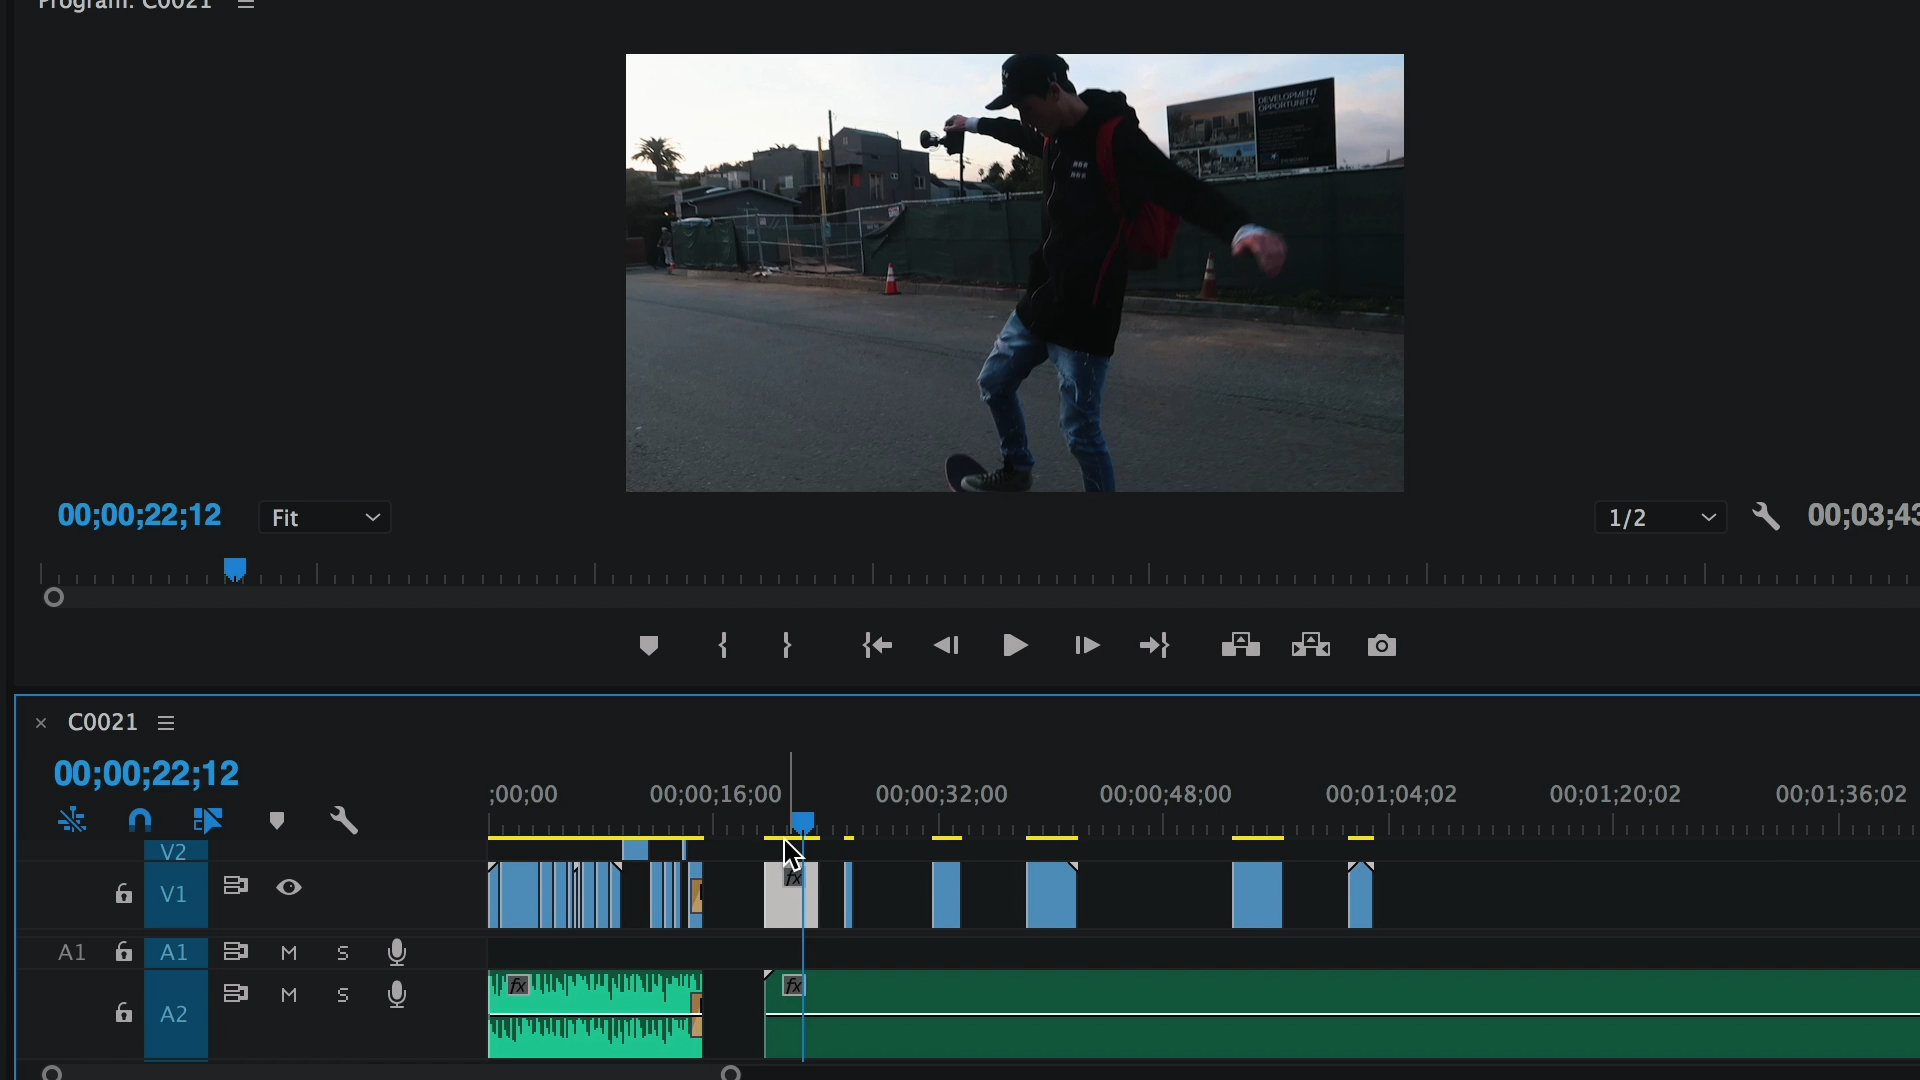 Program: C0021
DEVELOPMENT
OPPORTUNITY
00;00;22;12
Fit
1/2
00;03;43
C0021
00;00;22;12
;00;00
00;00;16;00
00;00;32;00
00;00;48;00
00;01;04;02
00;01;20;02
00;01;36;02
V2
V1
fx
A1
A1
M
S
A2
M
S
fx
fx